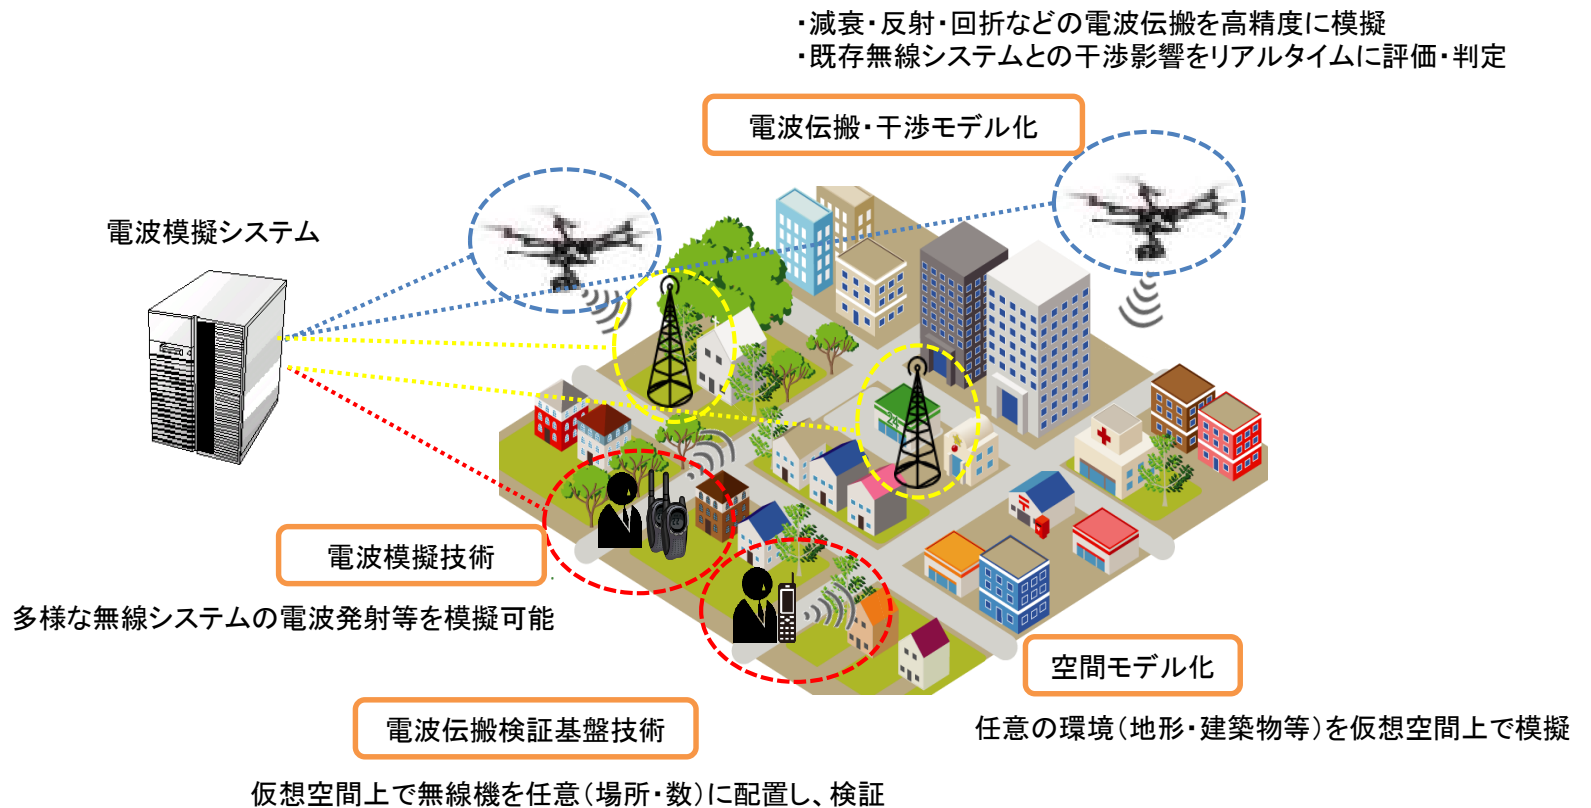 ・減衰・反射・回折などの電波伝搬を高精度に模擬
・既存無線システムとの干渉影響をリアルタイムに評価・判定
電波伝搬・干渉モデル化
電波模擬システム
電波模擬技術
多様な無線システムの電波発射等を模擬可能
空間モデル化
任意の環境（地形・建築物等）を仮想空間上で模擬
電波伝搬検証基盤技術
仮想空間上で無線機を任意（場所・数）に配置し、検証